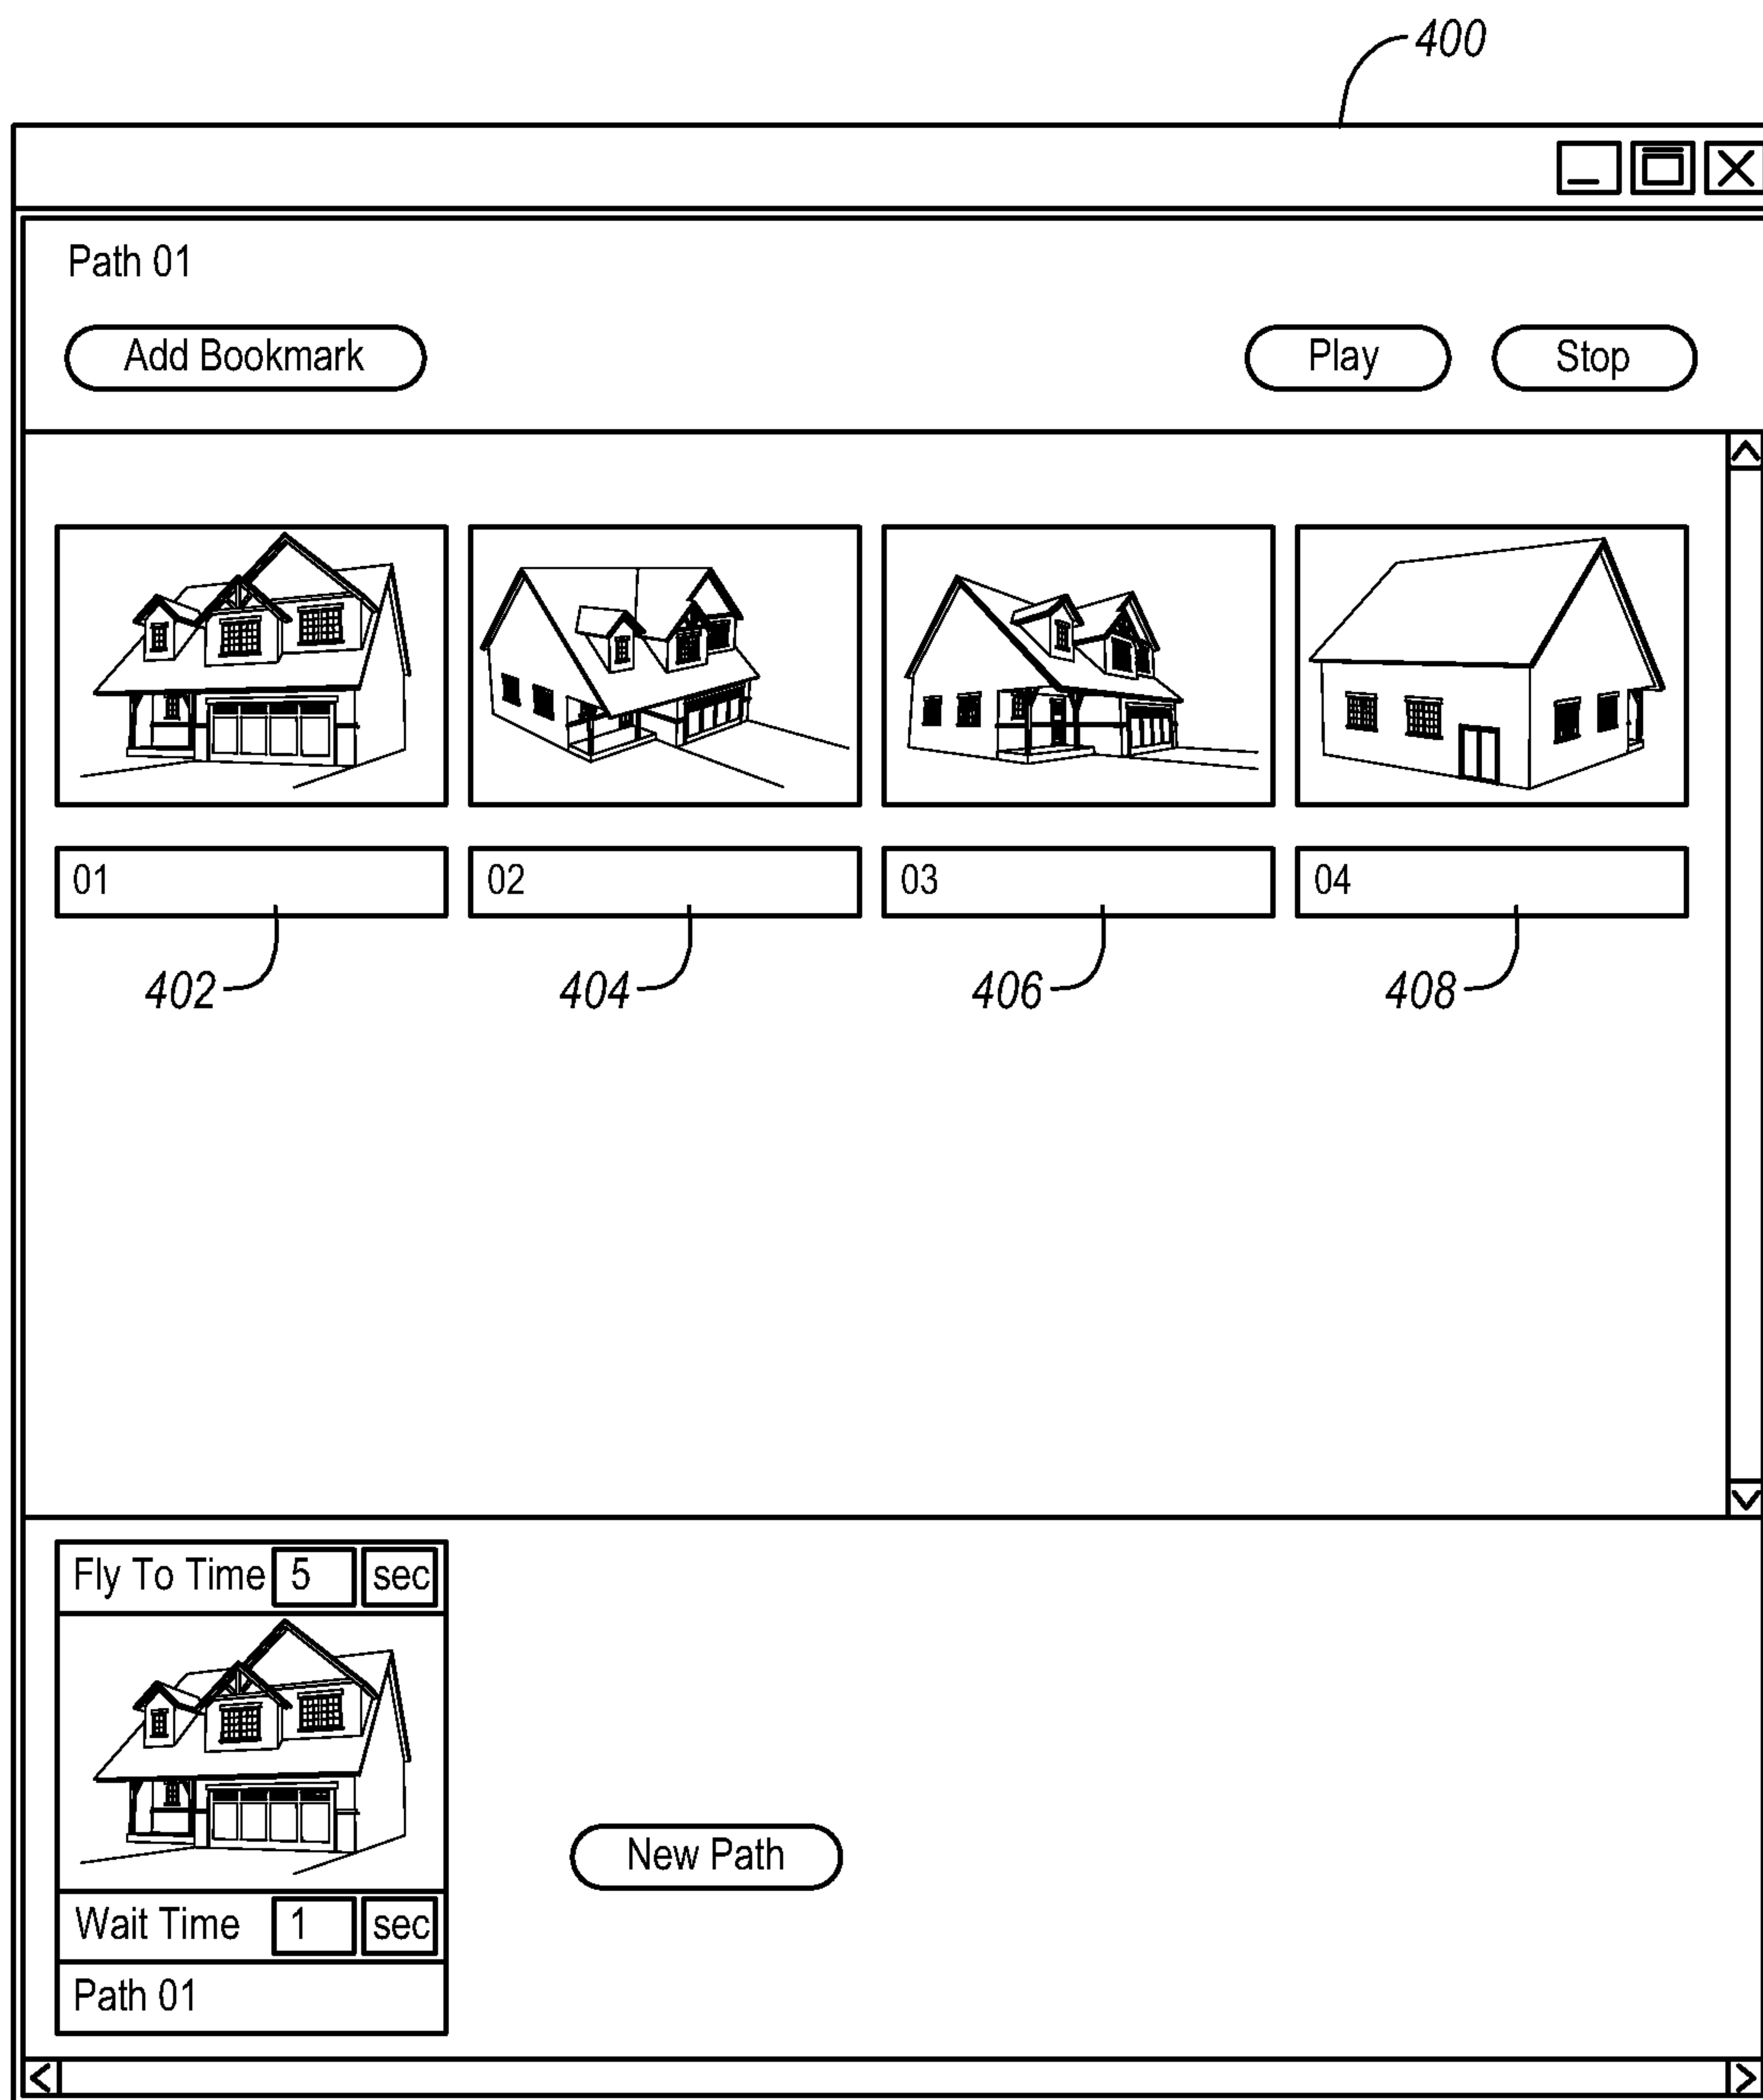 400
Path 01
Add Bookmark Play Stop
01 02 03 04
402 404 406 408
Fly To Time 5 sec
New Path
Wait Time 1 sec
Path 01